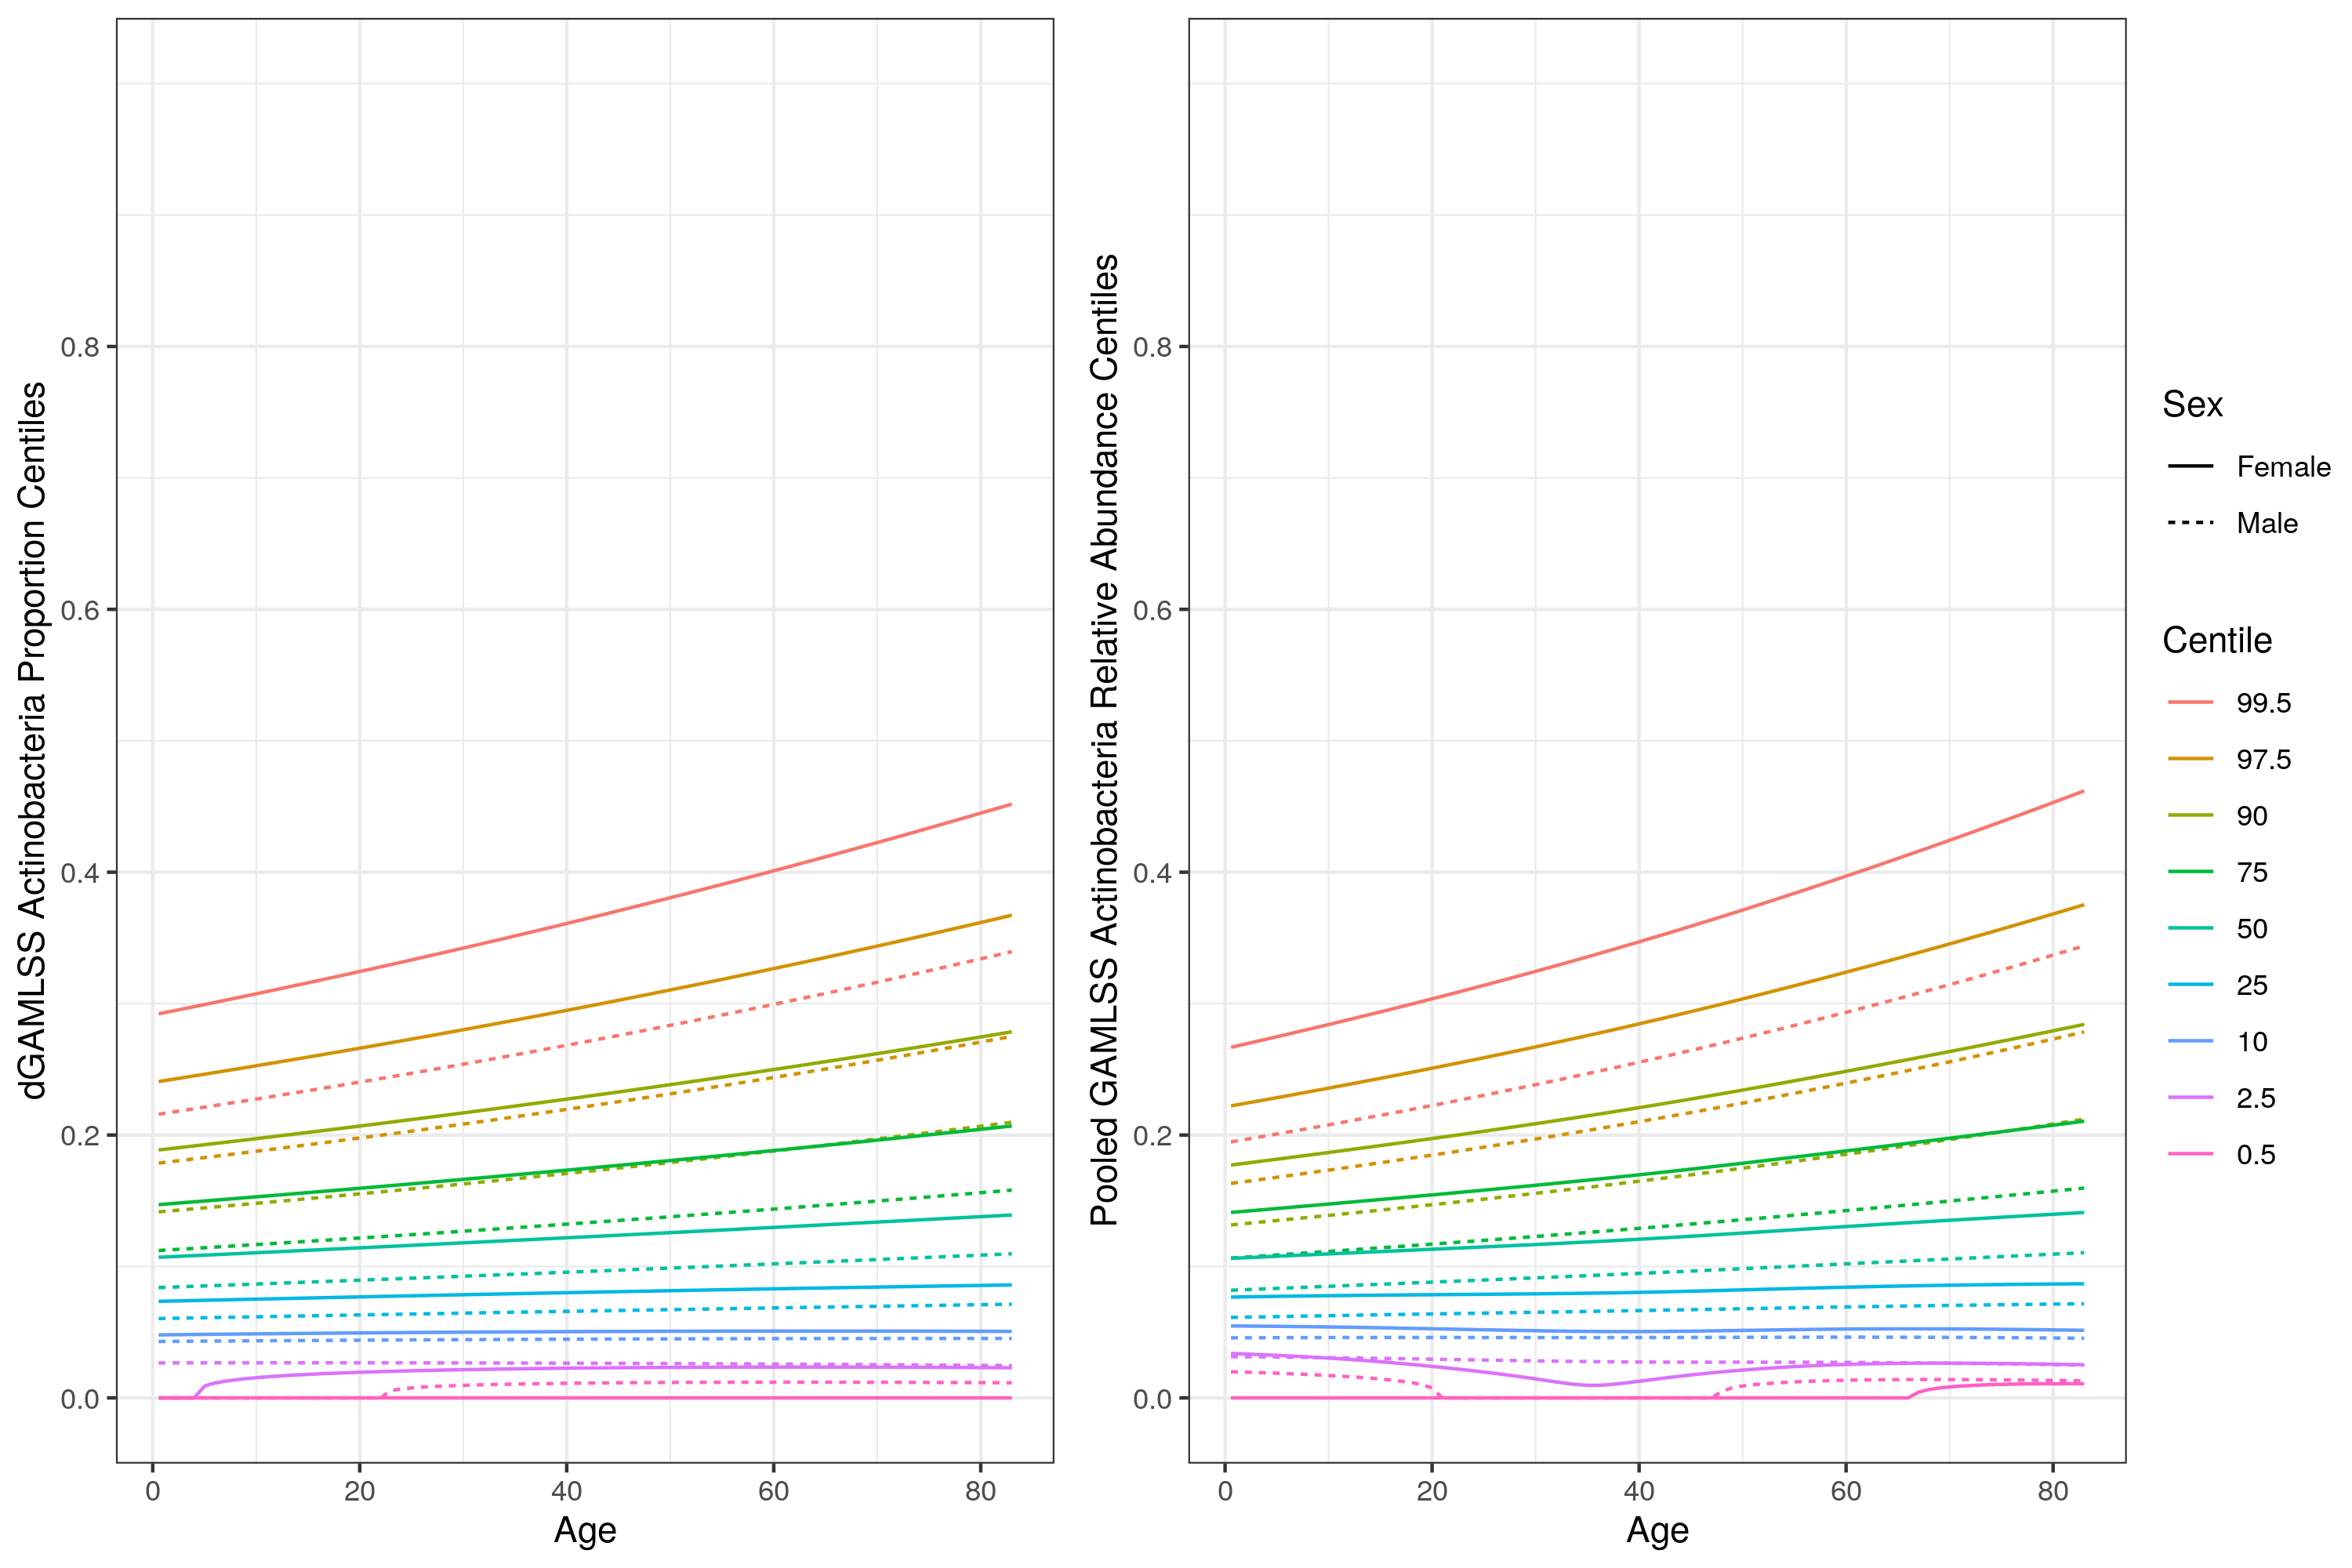 dGAMLSS Actinobacteria Proportion Centiles
0.8
0.6
0.4
0.2
0.0
0 20 40 60 80
Age
Pooled GAMLSS Actinobacteria Relative Abundance Centiles
0.8
0.6
0.4
0.2
0.0
0 20 40 60 80
Age
Sex
Female
Male
Centile
99.5
97.5
90
75
50
25
10
2.5
0.5